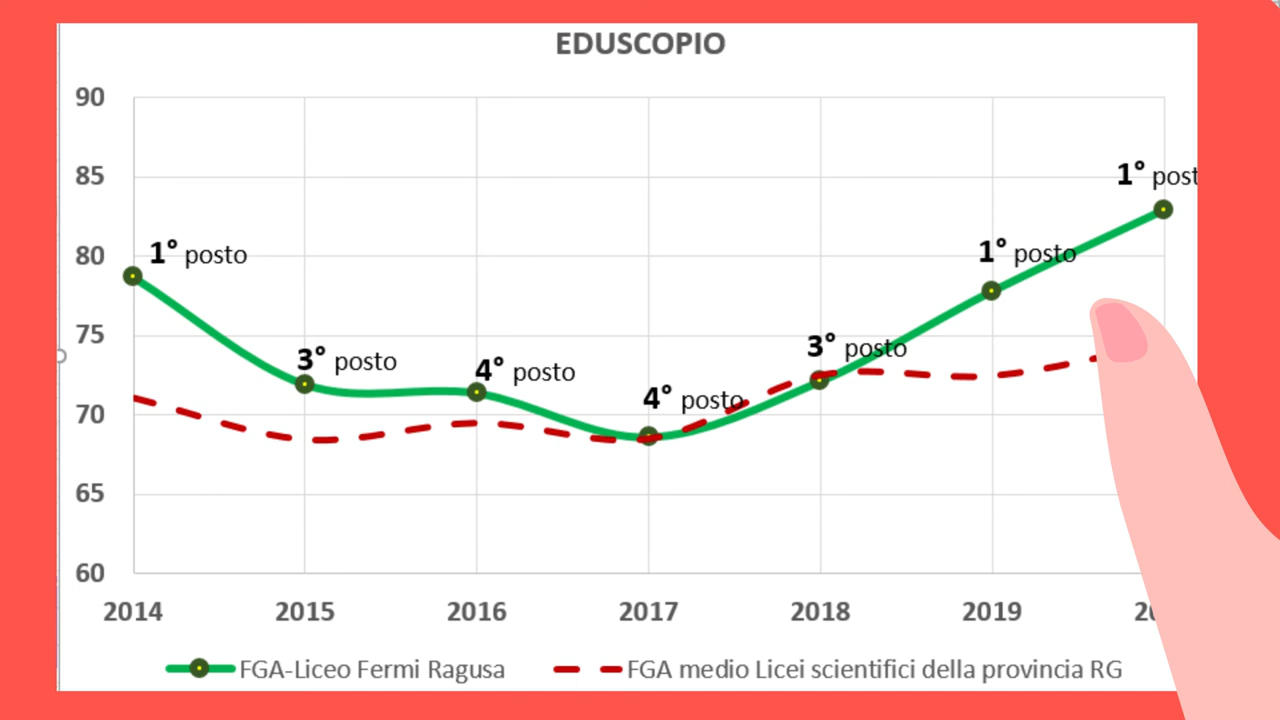 EDUSCOPIO
90
85
80
75
70
65
60
1° posto
3° posto
4° posto
4° posto
3° posto
1° posto
1° post
2014 2015 2016 2017 2018 2019
FGA-Liceo Fermi Ragusa FGA medio Licei scientifici della provincia RG